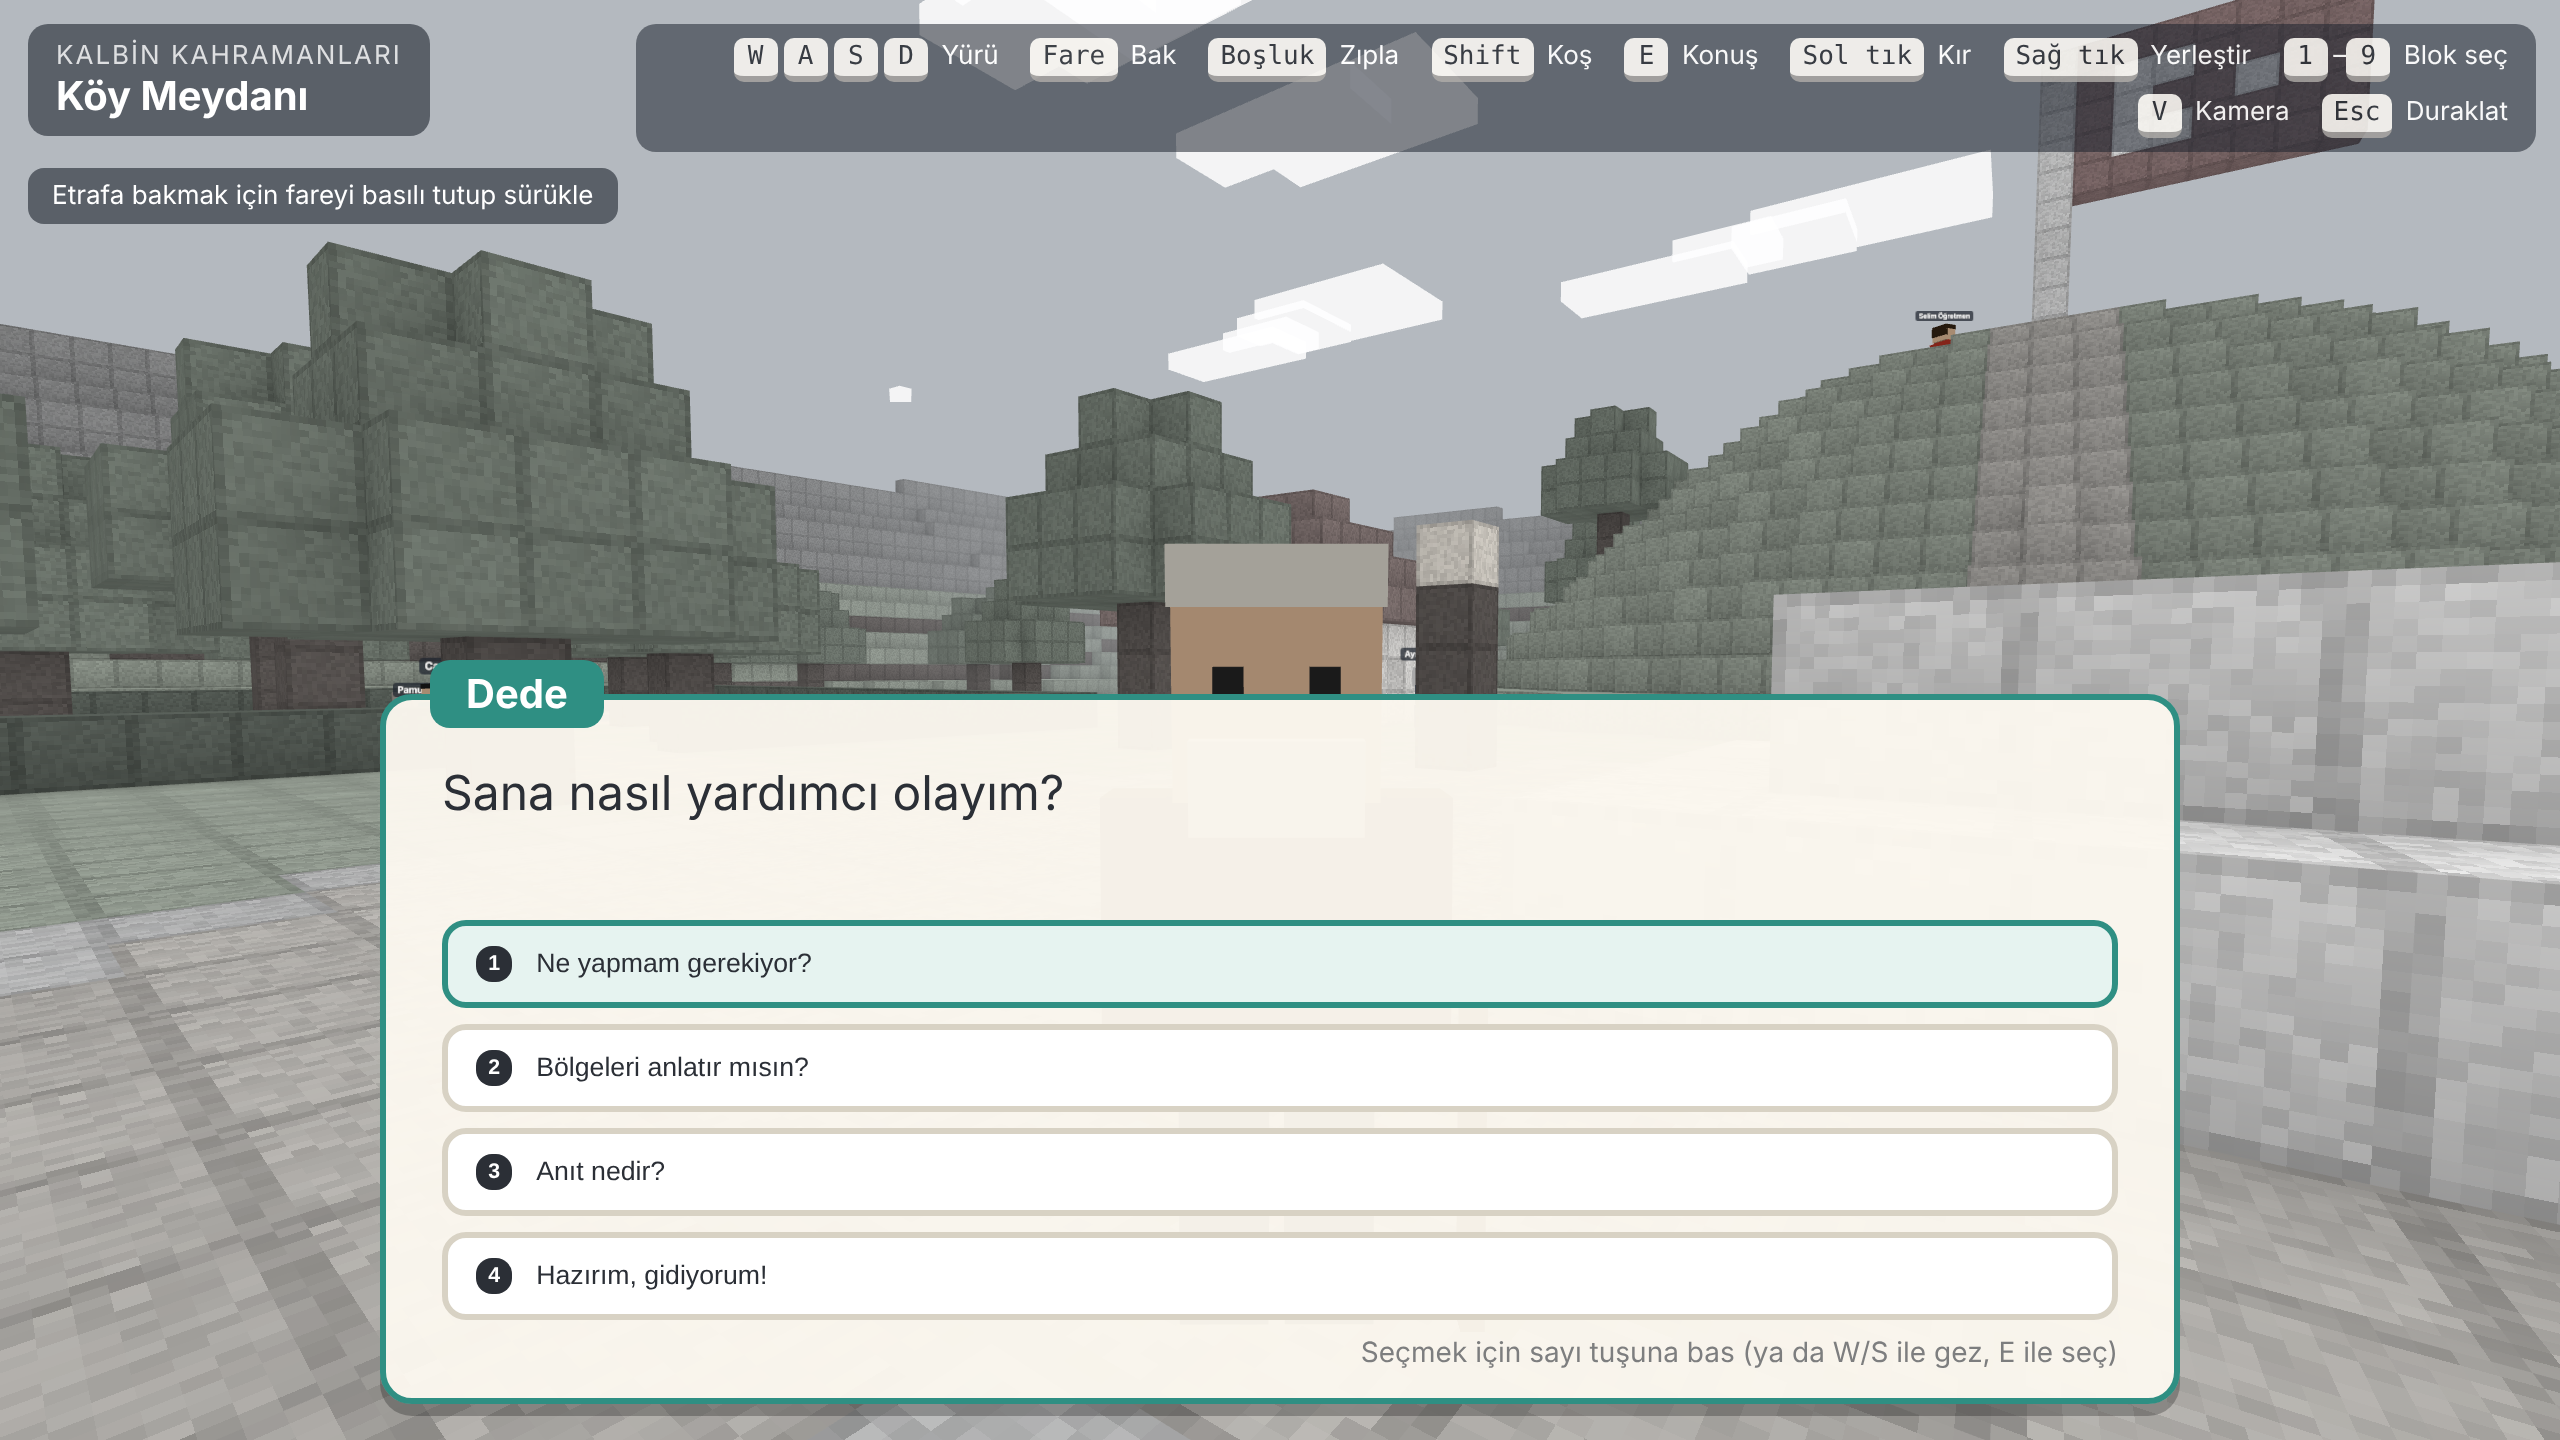 KALBİN KAHRAMANLARI
Köy Meydanı
W A S D Yürü Fare Bak Boşluk Zıpla Shift Koş E Konuş Sol tık Kır Sağ tık Yerleştir 1 – 9 Blok seç
V Kamera Esc Duraklat
Etrafa bakmak için fareyi basılı tutup sürükle
Selim Öğretmen
Dede
Sana nasıl yardımcı olayım?
1 Ne yapmam gerekiyor?
2 Bölgeleri anlatır mısın?
3 Anıt nedir?
4 Hazırım, gidiyorum!
Seçmek için sayı tuşuna bas (ya da W/S ile gez, E ile seç)